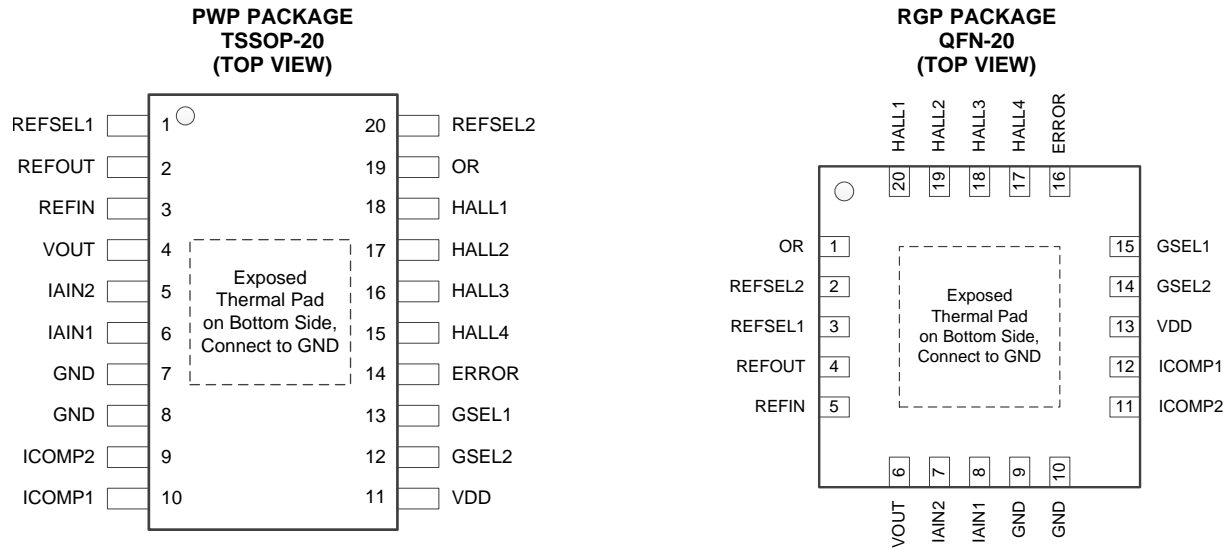 PWP PACKAGE
TSSOP-20
(TOP VIEW)
REFSEL1 1 20 REFSEL2
REFOUT 2 19 OR
REFIN 3 18 HALL1
VOUT 4 17 HALL2
IAIN2 5 16 HALL3
IAIN1 6 15 HALL4
GND 7 14 ERROR
GND 8 13 GSEL1
ICOMP2 9 12 GSEL2
ICOMP1 10 11 VDD
Exposed
Thermal Pad
on Bottom Side,
Connect to GND
RGP PACKAGE
QFN-20
(TOP VIEW)
HALL1 HALL2 HALL3 HALL4 ERROR
20 19 18 17 16
OR 1 15 GSEL1
REFSEL2 2 14 GSEL2
REFSEL1 3 13 VDD
REFOUT 4 12 ICOMP1
REFIN 5 11 ICOMP2
Exposed
Thermal Pad
on Bottom Side,
Connect to GND
6 7 8 9 10
VOUT IAIN2 IAIN1 GND GND